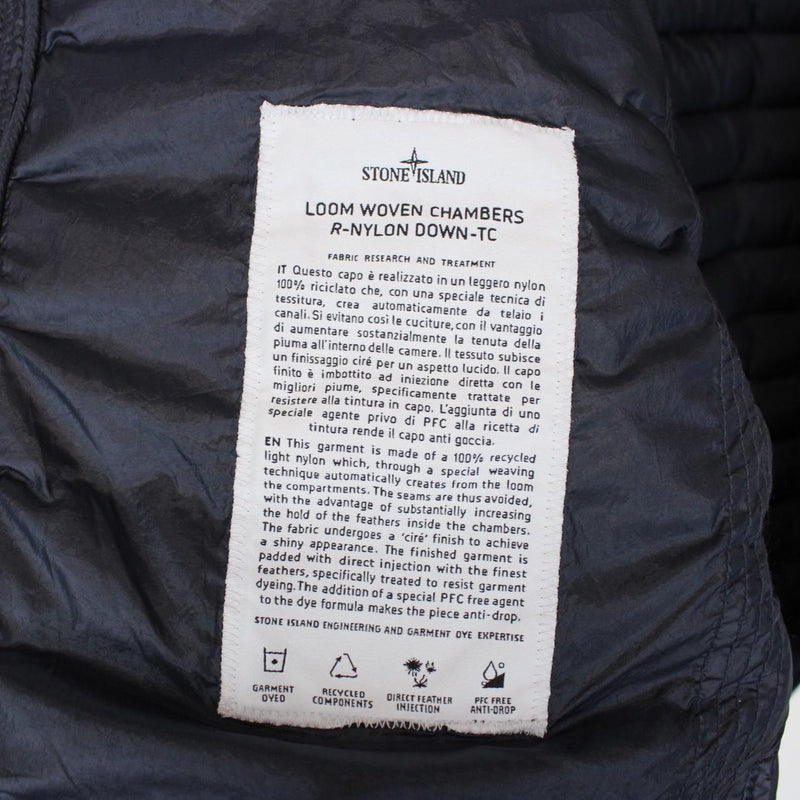 STONE ISLAND
LOOM WOVEN CHAMBERS
R-NYLON DOWN-TC
FABRIC RESEARCH AND TREATMENT
IT Questo capo è realizzato in un leggero nylon
100% riciclato che, con una speciale tecnica di
tessitura, crea automaticamente da telaio i
canali. Si evitano così le cuciture, con il vantaggio
di aumentare sostanzialmente la tenuta della
piuma all'interno delle camere. Il tessuto subisce
un finissaggio ciré per un aspetto lucido. Il capo
finito è imbottito ad iniezione diretta con le
migliori piume, specificamente trattate per
resistere alla tintura in capo. L'aggiunta di uno
speciale agente privo di PFC alla ricetta di
tintura rende il capo anti goccia.
EN This garment is made of a 100% recycled
light nylon which, through a special weaving
technique automatically creates from the loom
the compartments. The seams are thus avoided,
with the advantage of substantially increasing
the hold of the feathers inside the chambers.
The fabric undergoes a 'ciré' finish to achieve
a shiny appearance. The finished garment is
padded with direct injection with the finest
feathers, specifically treated to resist garment
dyeing. The addition of a special PFC free agent
to the dye formula makes the piece anti-drop.
STONE ISLAND ENGINEERING AND GARMENT DYE EXPERTISE
GARMENT DYED
RECYCLED COMPONENTS
DIRECT FEATHER INJECTION
PFC FREE ANTI-DROP